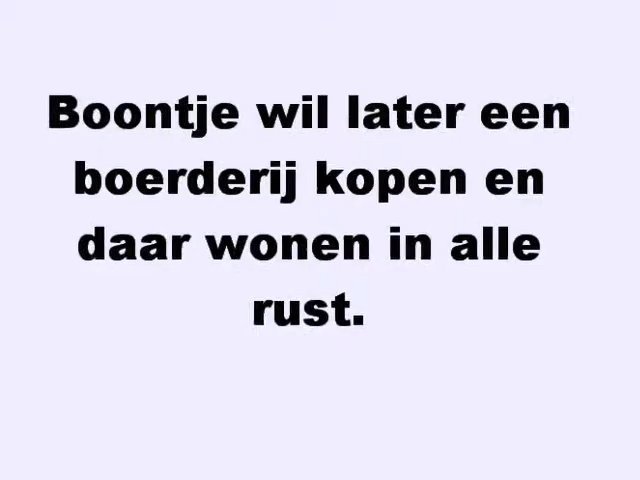 Boontje wil later een
boerderij kopen en
daar wonen in alle
rust.